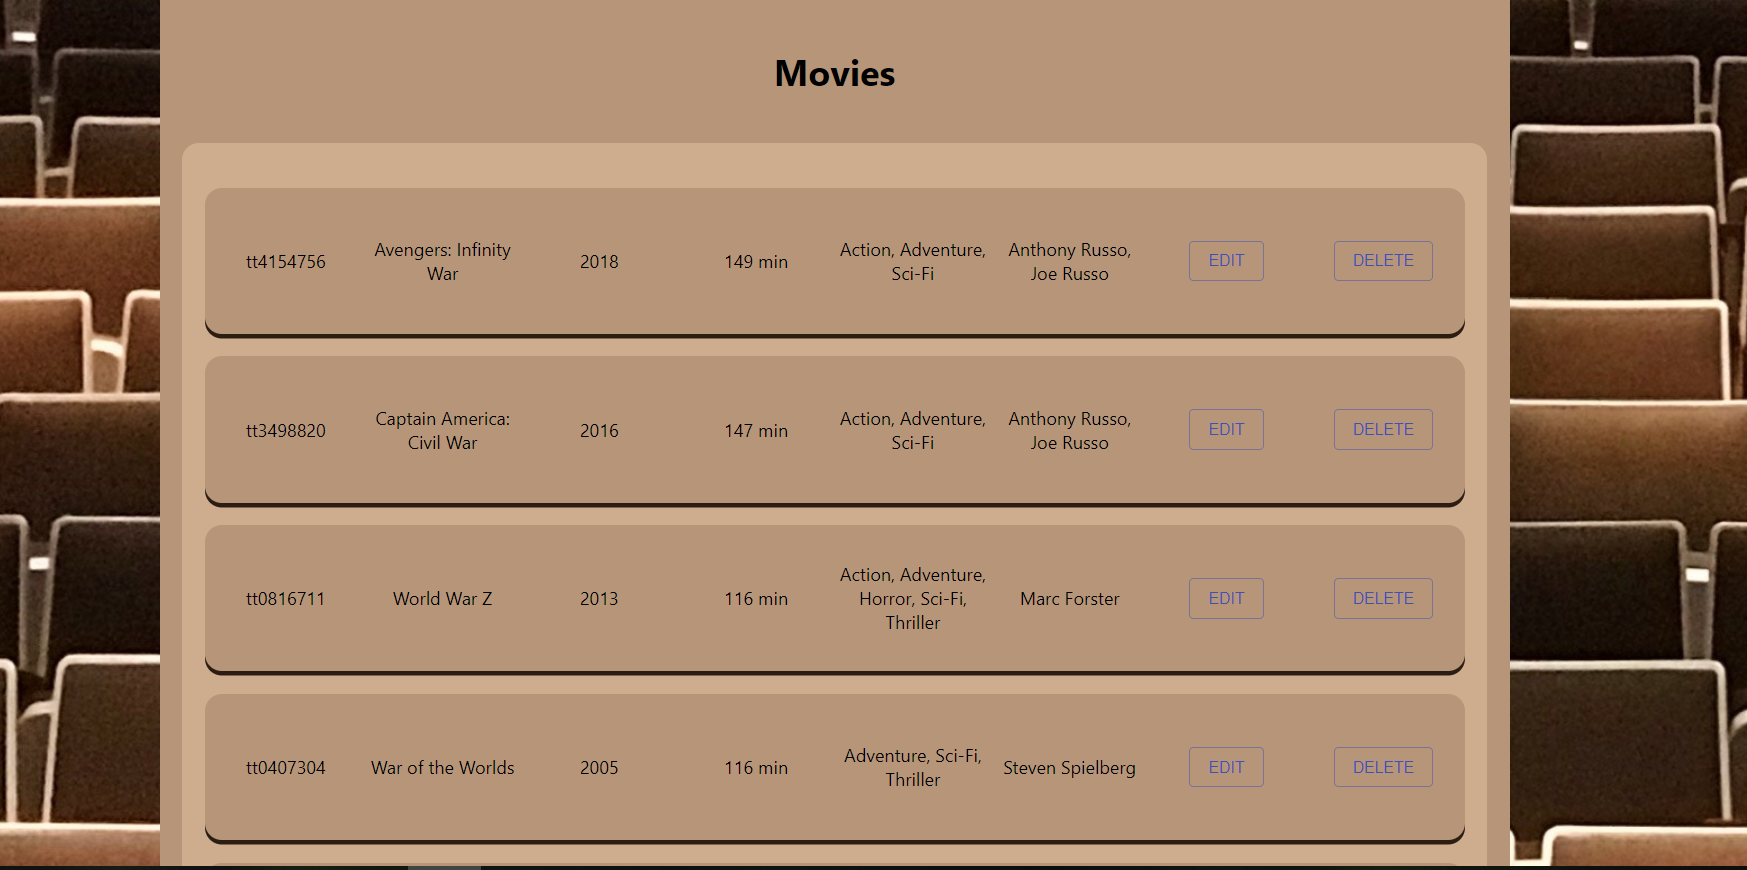 Movies
tt4154756
Avengers: Infinity
War
2018
149 min
Action, Adventure,
Sci-Fi
Anthony Russo,
Joe Russo
EDIT
DELETE
tt3498820
Captain America:
Civil War
2016
147 min
Action, Adventure,
Sci-Fi
Anthony Russo,
Joe Russo
EDIT
DELETE
tt0816711
World War Z
2013
116 min
Action, Adventure,
Horror, Sci-Fi,
Thriller
Marc Forster
EDIT
DELETE
tt0407304
War of the Worlds
2005
116 min
Adventure, Sci-Fi,
Thriller
Steven Spielberg
EDIT
DELETE